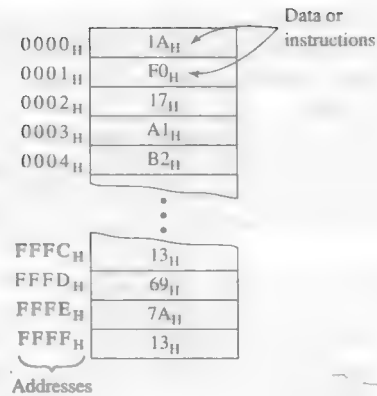 Data or
instructions
0000H 1AH
0001H F0H
0002H 17H
0003H A1H
0004H B2H
FFFCH 13H
FFFDH 69H
FFFEH 7AH
FFFFH 13H
Addresses